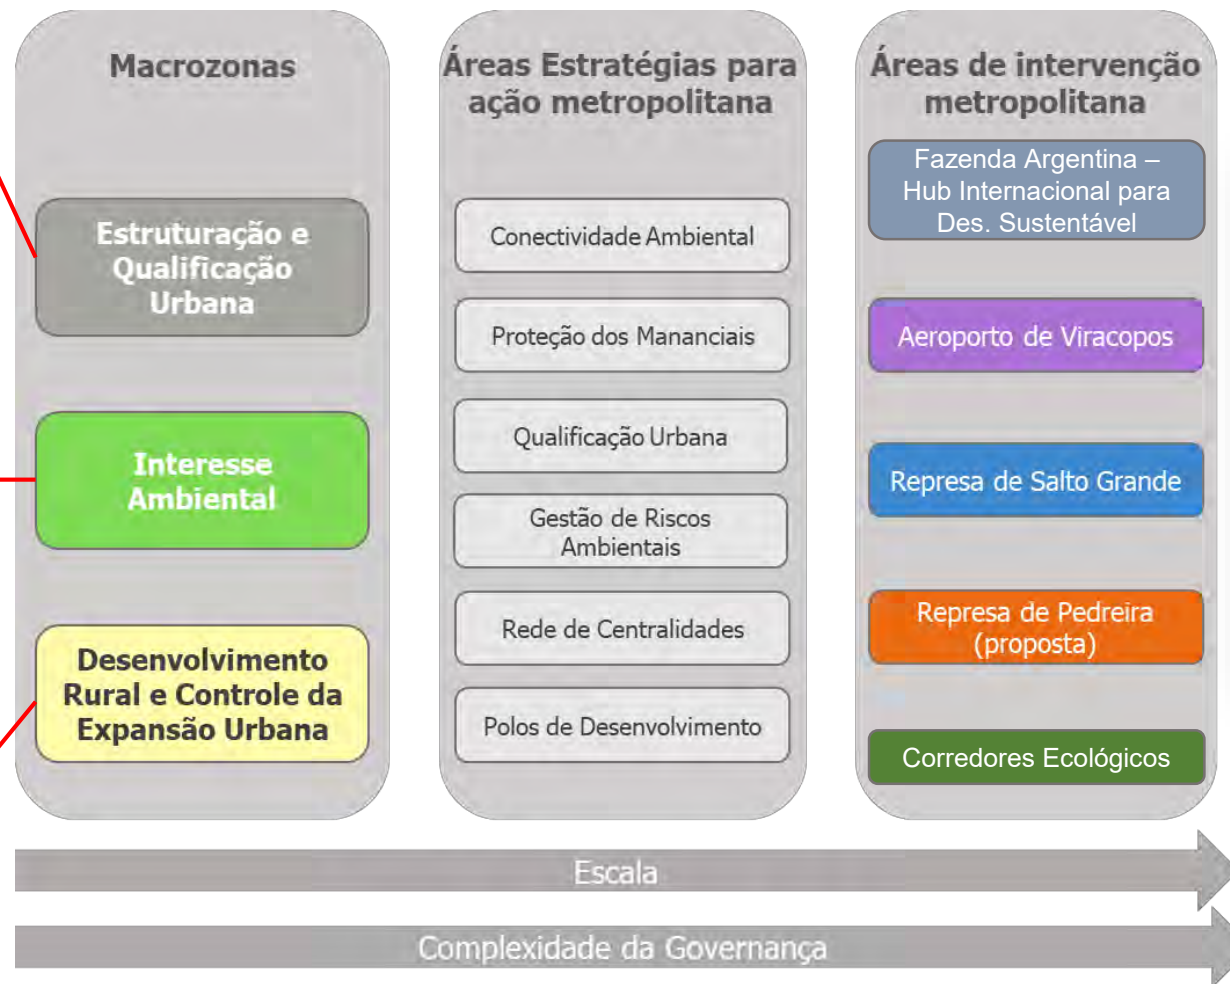 Macrozonas
Estruturação e
Qualificação
Urbana
Interesse
Ambiental
Desenvolvimento
Rural e Controle da
Expansão Urbana
Áreas Estratégias para
ação metropolitana
Conectividade Ambiental
Proteção dos Mananciais
Qualificação Urbana
Gestão de Riscos
Ambientais
Rede de Centralidades
Polos de Desenvolvimento
Áreas de intervenção
metropolitana
Fazenda Argentina –
Hub Internacional para
Des. Sustentável
Aeroporto de Viracopos
Represa de Salto Grande
Represa de Pedreira
(proposta)
Corredores Ecológicos
Escala
Complexidade da Governança